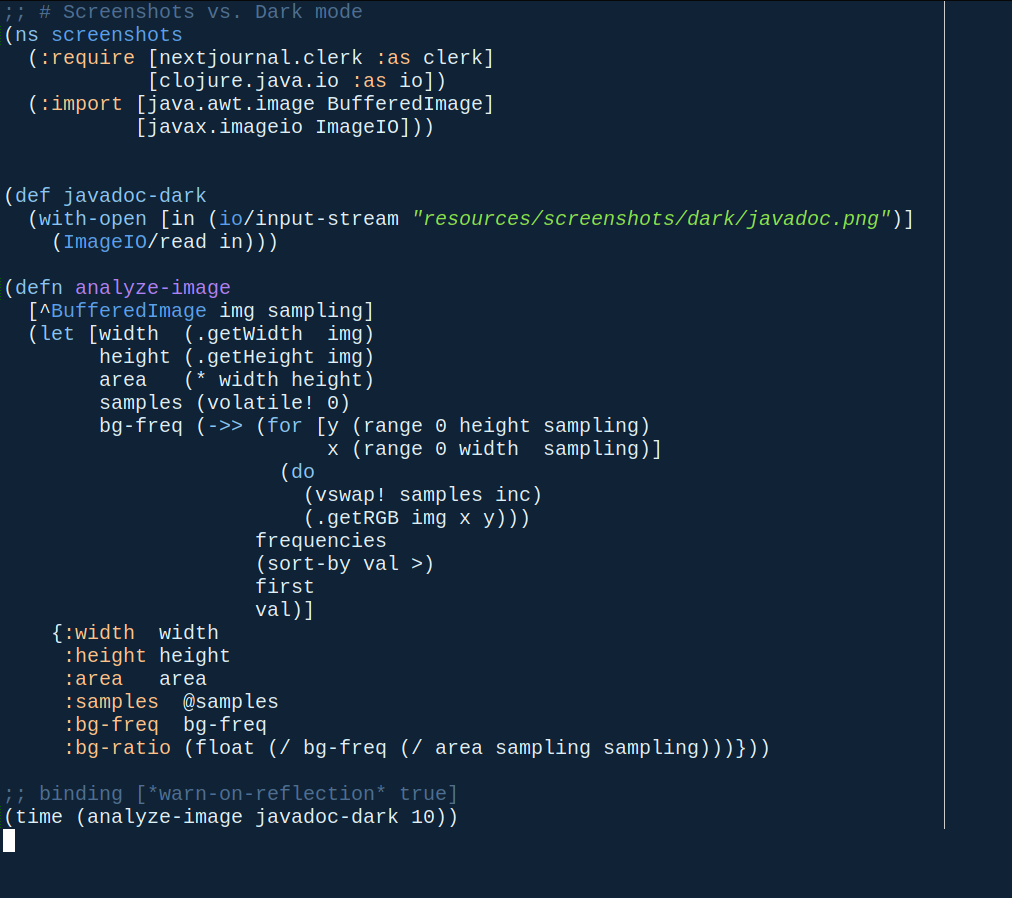 ;; # Screenshots vs. Dark mode
(ns screenshots
  (:require [nextjournal.clerk :as clerk]
            [clojure.java.io :as io])
  (:import [java.awt.image BufferedImage]
           [javax.imageio ImageIO]))


(def javadoc-dark
  (with-open [in (io/input-stream "resources/screenshots/dark/javadoc.png")]
    (ImageIO/read in)))

(defn analyze-image
  [^BufferedImage img sampling]
  (let [width  (.getWidth  img)
        height (.getHeight img)
        area   (* width height)
        samples (volatile! 0)
        bg-freq (->> (for [y (range 0 height sampling)
                           x (range 0 width  sampling)]
                       (do
                         (vswap! samples inc)
                         (.getRGB img x y)))
                     frequencies
                     (sort-by val >)
                     first
                     val)]
    {:width  width
     :height height
     :area   area
     :samples  @samples
     :bg-freq  bg-freq
     :bg-ratio (float (/ bg-freq (/ area sampling sampling)))}))

;; binding [*warn-on-reflection* true]
(time (analyze-image javadoc-dark 10))